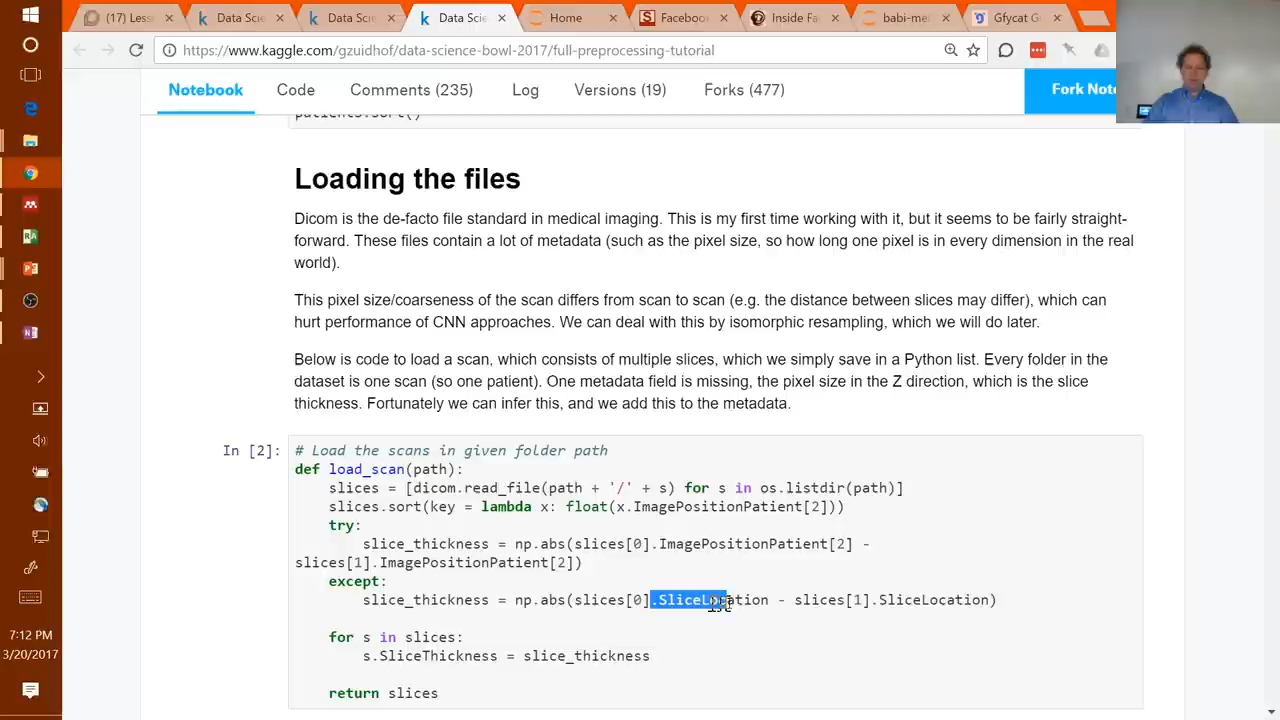 (17) Lesso
Data Scie
Data Scie
Data Scie
Home
Facebook
Inside Fa
babi-me
Gfycat G
https://www.kaggle.com/gzuidhof/data-science-bowl-2017/full-preprocessing-tutorial
Notebook Code Comments (235) Log Versions (19) Forks (477) Fork Note
patients.sort()
Loading the files
Dicom is the de-facto file standard in medical imaging. This is my first time working with it, but it seems to be fairly straight-
forward. These files contain a lot of metadata (such as the pixel size, so how long one pixel is in every dimension in the real
world).
This pixel size/coarseness of the scan differs from scan to scan (e.g. the distance between slices may differ), which can
hurt performance of CNN approaches. We can deal with this by isomorphic resampling, which we will do later.
Below is code to load a scan, which consists of multiple slices, which we simply save in a Python list. Every folder in the
dataset is one scan (so one patient). One metadata field is missing, the pixel size in the Z direction, which is the slice
thickness. Fortunately we can infer this, and we add this to the metadata.
In [2]: # Load the scans in given folder path
def load_scan(path):
slices = [dicom.read_file(path + '/' + s) for s in os.listdir(path)]
slices.sort(key = lambda x: float(x.ImagePositionPatient[2]))
try:
slice_thickness = np.abs(slices[0].ImagePositionPatient[2] -
slices[1].ImagePositionPatient[2])
except:
slice_thickness = np.abs(slices[0].SliceLocation - slices[1].SliceLocation)
for s in slices:
s.SliceThickness = slice_thickness
return slices
7:12 PM
3/20/2017